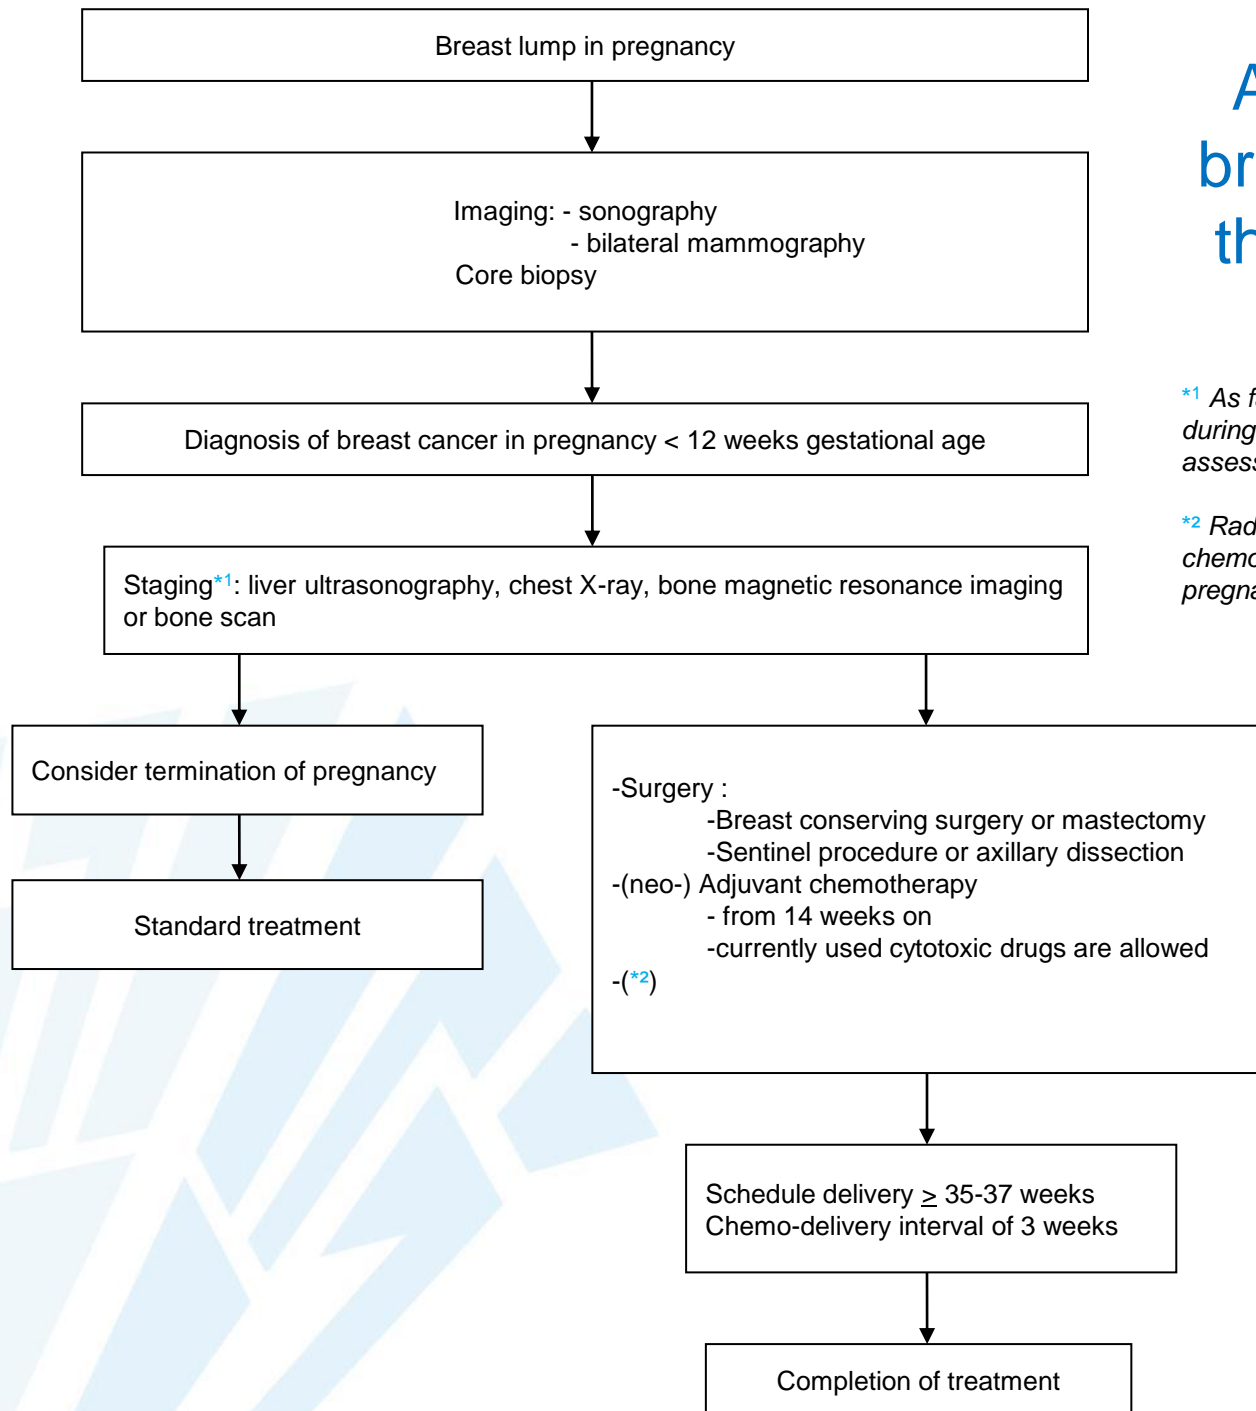 Breast lump in pregnancy
Imaging: - sonography
- bilateral mammography
Core biopsy
Diagnosis of breast cancer in pregnancy < 12 weeks gestational age
Staging*1: liver ultrasonography, chest X-ray, bone magnetic resonance imaging
or bone scan
Consider termination of pregnancy
Standard treatment
-Surgery :
-Breast conserving surgery or mastectomy
-Sentinel procedure or axillary dissection
-(neo-) Adjuvant chemotherapy
- from 14 weeks on
-currently used cytotoxic drugs are allowed
-(*2)
Schedule delivery ≥ 35-37 weeks
Chemo-delivery interval of 3 weeks
Completion of treatment
*1 As
during
*2